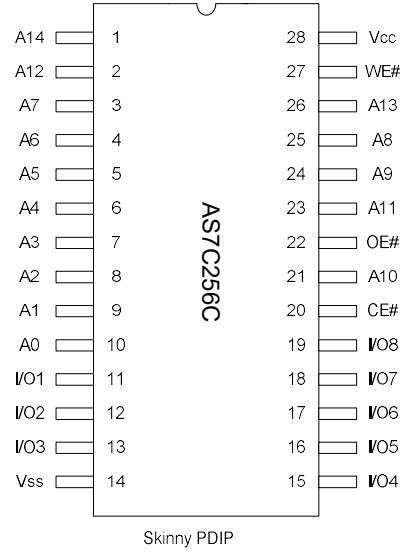 A14 1 28 Vcc
A12 2 27 WE#
A7 3 26 A13
A6 4 25 A8
A5 5 24 A9
A4 6 23 A11
A3 7 22 OE#
A2 8 21 A10
A1 9 20 CE#
A0 10 19 I/O8
I/O1 11 18 I/O7
I/O2 12 17 I/O6
I/O3 13 16 I/O5
Vss 14 15 I/O4
AS7C256C
Skinny PDIP